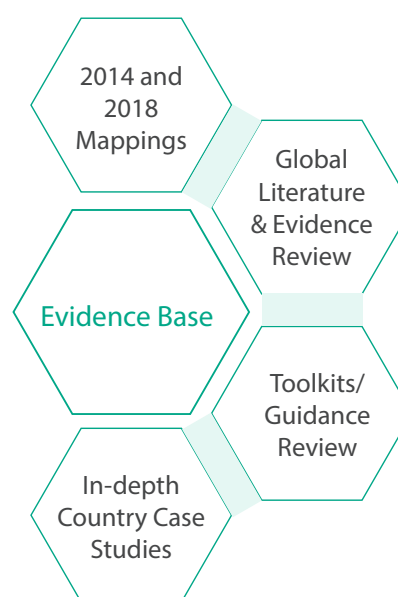 2014 and
2018
Mappings
Global
Literature
& Evidence
Review
Evidence Base
Toolkits/
Guidance
Review
In-depth
Country Case
Studies